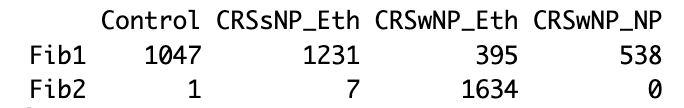 Control CRSsNP_Eth CRSwNP_Eth CRSwNP_NP
Fib1 1047 1231 395 538
Fib2 1 7 1634 0